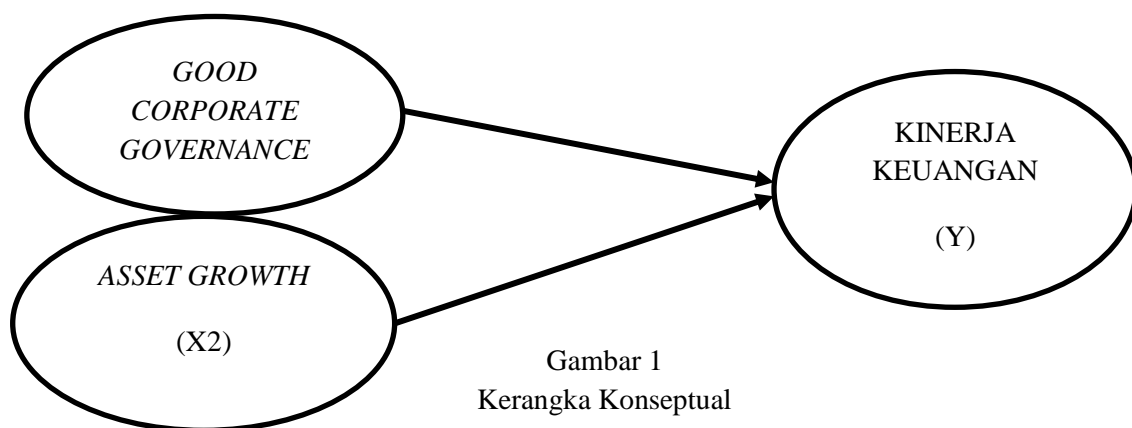 GOOD
CORPORATE
GOVERNANCE
ASSET GROWTH
(X2)
KINERJA
KEUANGAN
(Y)
Gambar 1
Kerangka Konseptual